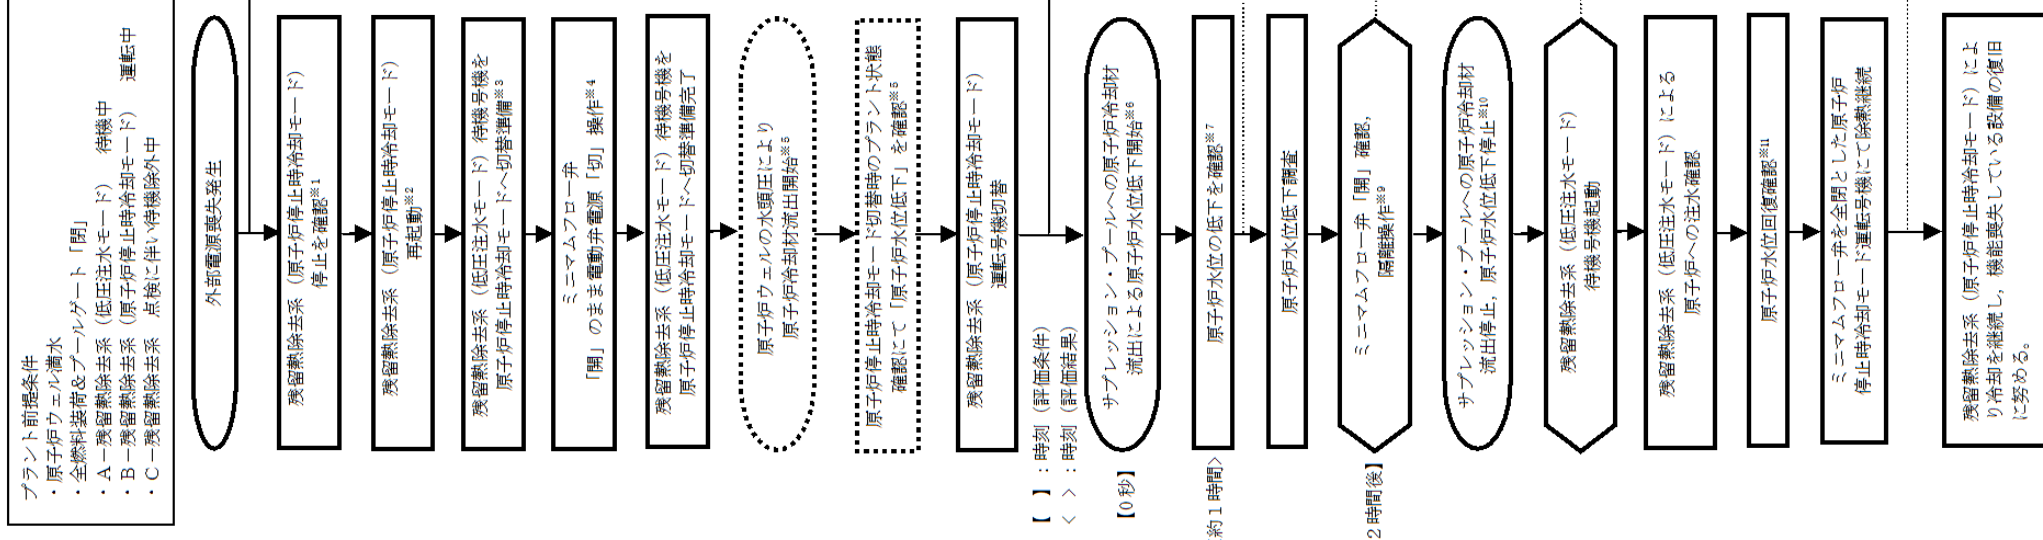 プラント前提条件
・原子炉ウェル満水
・全燃料装荷＆プールゲート「閉」
・A－残留熱除去系（低圧注水モード）　待機中
・B－残留熱除去系（原子炉停止時冷却モード）　運転中
・C－残留熱除去系　点検に伴い待機除外中
外部電源喪失発生
残留熱除去系（原子炉停止時冷却モード）
停止を確認※1
残留熱除去系（原子炉停止時冷却モード）
再起動※2
残留熱除去系（低圧注水モード）待機号機を
原子炉停止時冷却モードへ切替準備※3
ミニマムフロー弁
「開」のまま電動弁電源「切」操作※4
残留熱除去系（低圧注水モード）待機号機を
原子炉停止時冷却モードへ切替準備完了
原子炉ウェルの水頭圧により
原子炉冷却材流出開始※5
原子炉停止時冷却モード切替時のプラント状態
確認にて「原子炉水位低下」を確認※5
残留熱除去系（原子炉停止時冷却モード）
運転号機切替
【　】：時刻（評価条件）
＜　＞：時刻（評価結果）
サプレッション・プールへの原子炉冷却材
流出による原子炉水位低下開始※6
【0秒】
原子炉水位の低下を確認※7
約1時間＞
原子炉水位低下調査
ミニマムフロー弁「開」確認，
隔離操作※9
2時間後】
サプレッション・プールへの原子炉冷却材
流出停止，原子炉水位低下停止※10
残留熱除去系（低圧注水モード）
待機号機起動
残留熱除去系（低圧注水モード）による
原子炉への注水確認
原子炉水位回復確認※11
ミニマムフロー弁を全閉とした原子炉
停止時冷却モード運転号機にて除熱継続
残留熱除去系（原子炉停止時冷却モード）によ
り冷却を継続し，機能喪失している設備の復旧
に努める。